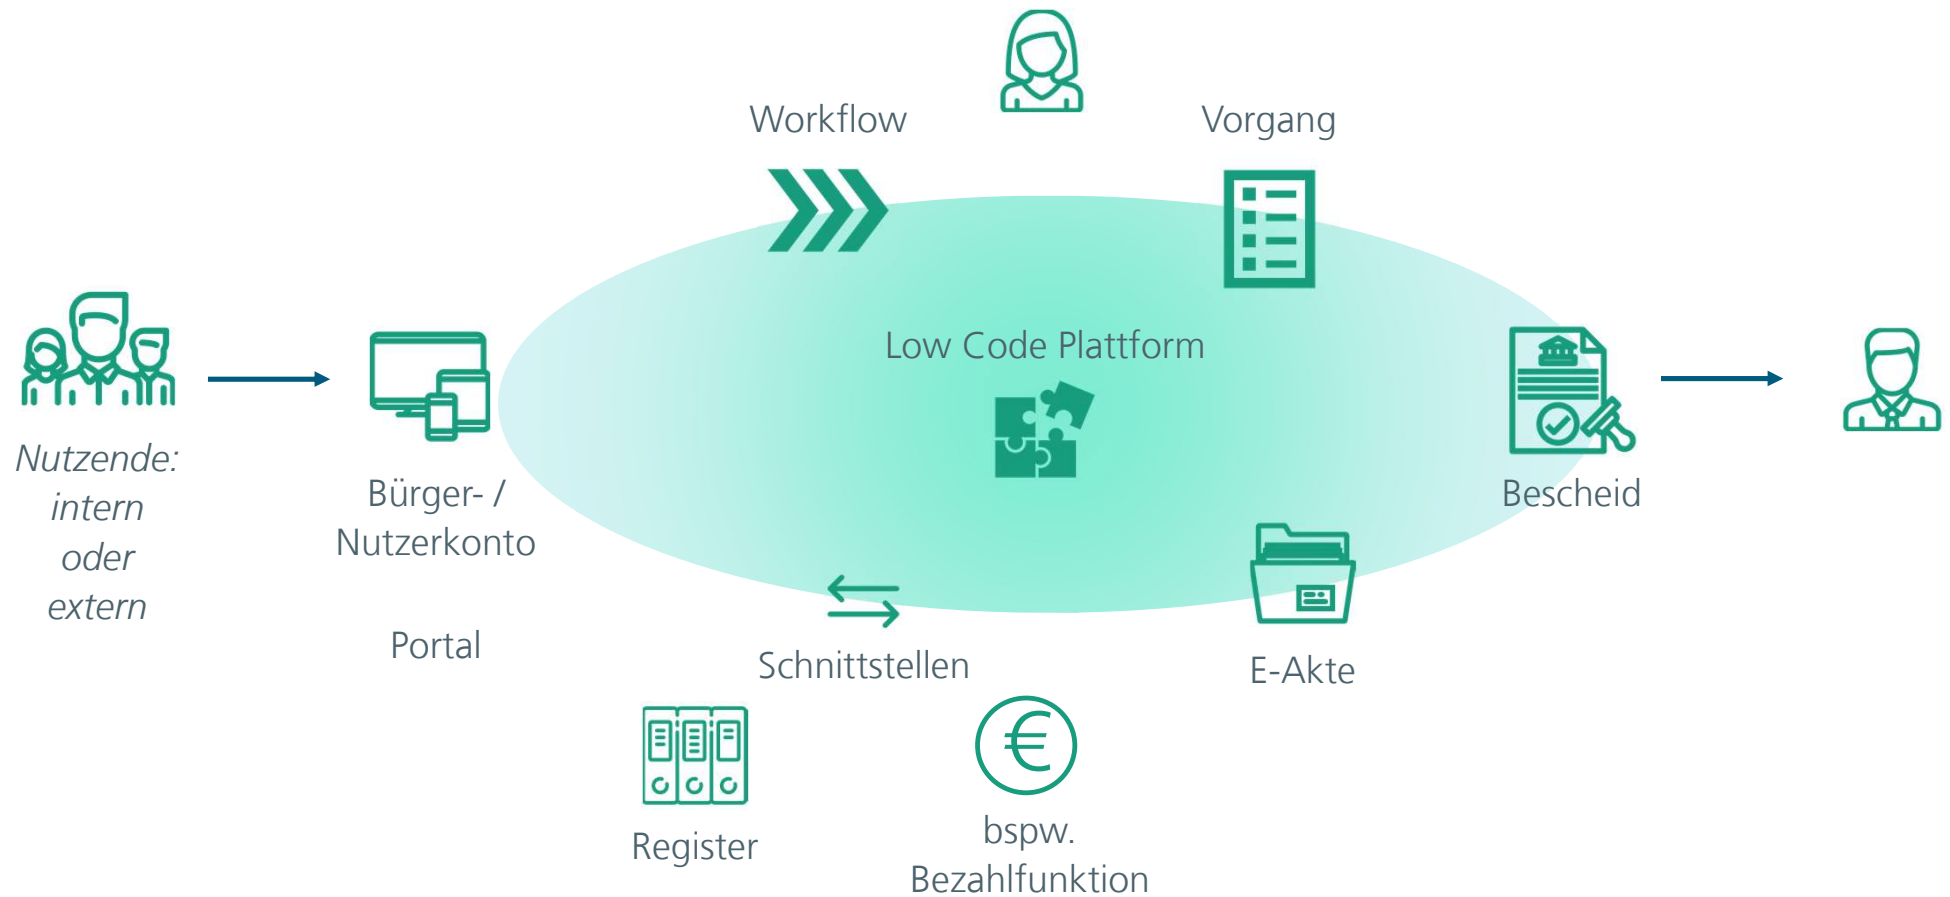 Workflow
Vorgang
Low Code Plattform
Nutzende:
intern
oder
extern
Bürger- /
Nutzerkonto
Portal
Bescheid
Schnittstellen
E-Akte
Register
€
bspw.
Bezahlfunktion